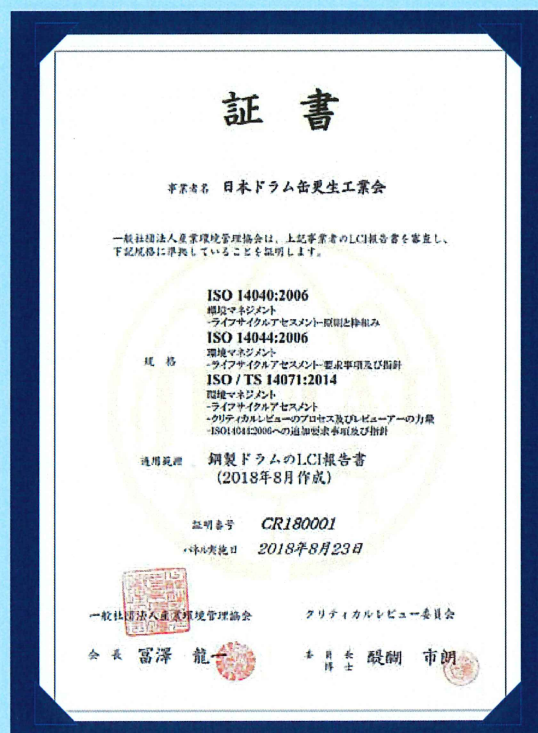 証 書
事業者名 日本ドラム缶更生工業会
一般社団法人産業環境管理協会は、上記事業者のLCI報告書を審査し、
下記規格に準拠していることを証明します。
ISO 14040:2006
環境マネジメント
-ライフサイクルアセスメント-原則と枠組み
ISO 14044:2006
環境マネジメント
規 格
-ライフサイクルアセスメント-要求事項及び指針
ISO / TS 14071:2014
環境マネジメント
-ライフサイクルアセスメント
-クリティカルレビューのプロセス及びレビューアーの力量
-ISO14044:2006への追加要求事項及び指針
適用範囲 鋼製ドラムのLCI報告書
(2018年8月作成)
証明番号 CR180001
パネル実施日 2018年8月23日
一般社団法人産業環境管理協会
クリティカルレビュー委員会
会 長 冨澤 龍一
委 員 長
博 士
醍醐 市朗